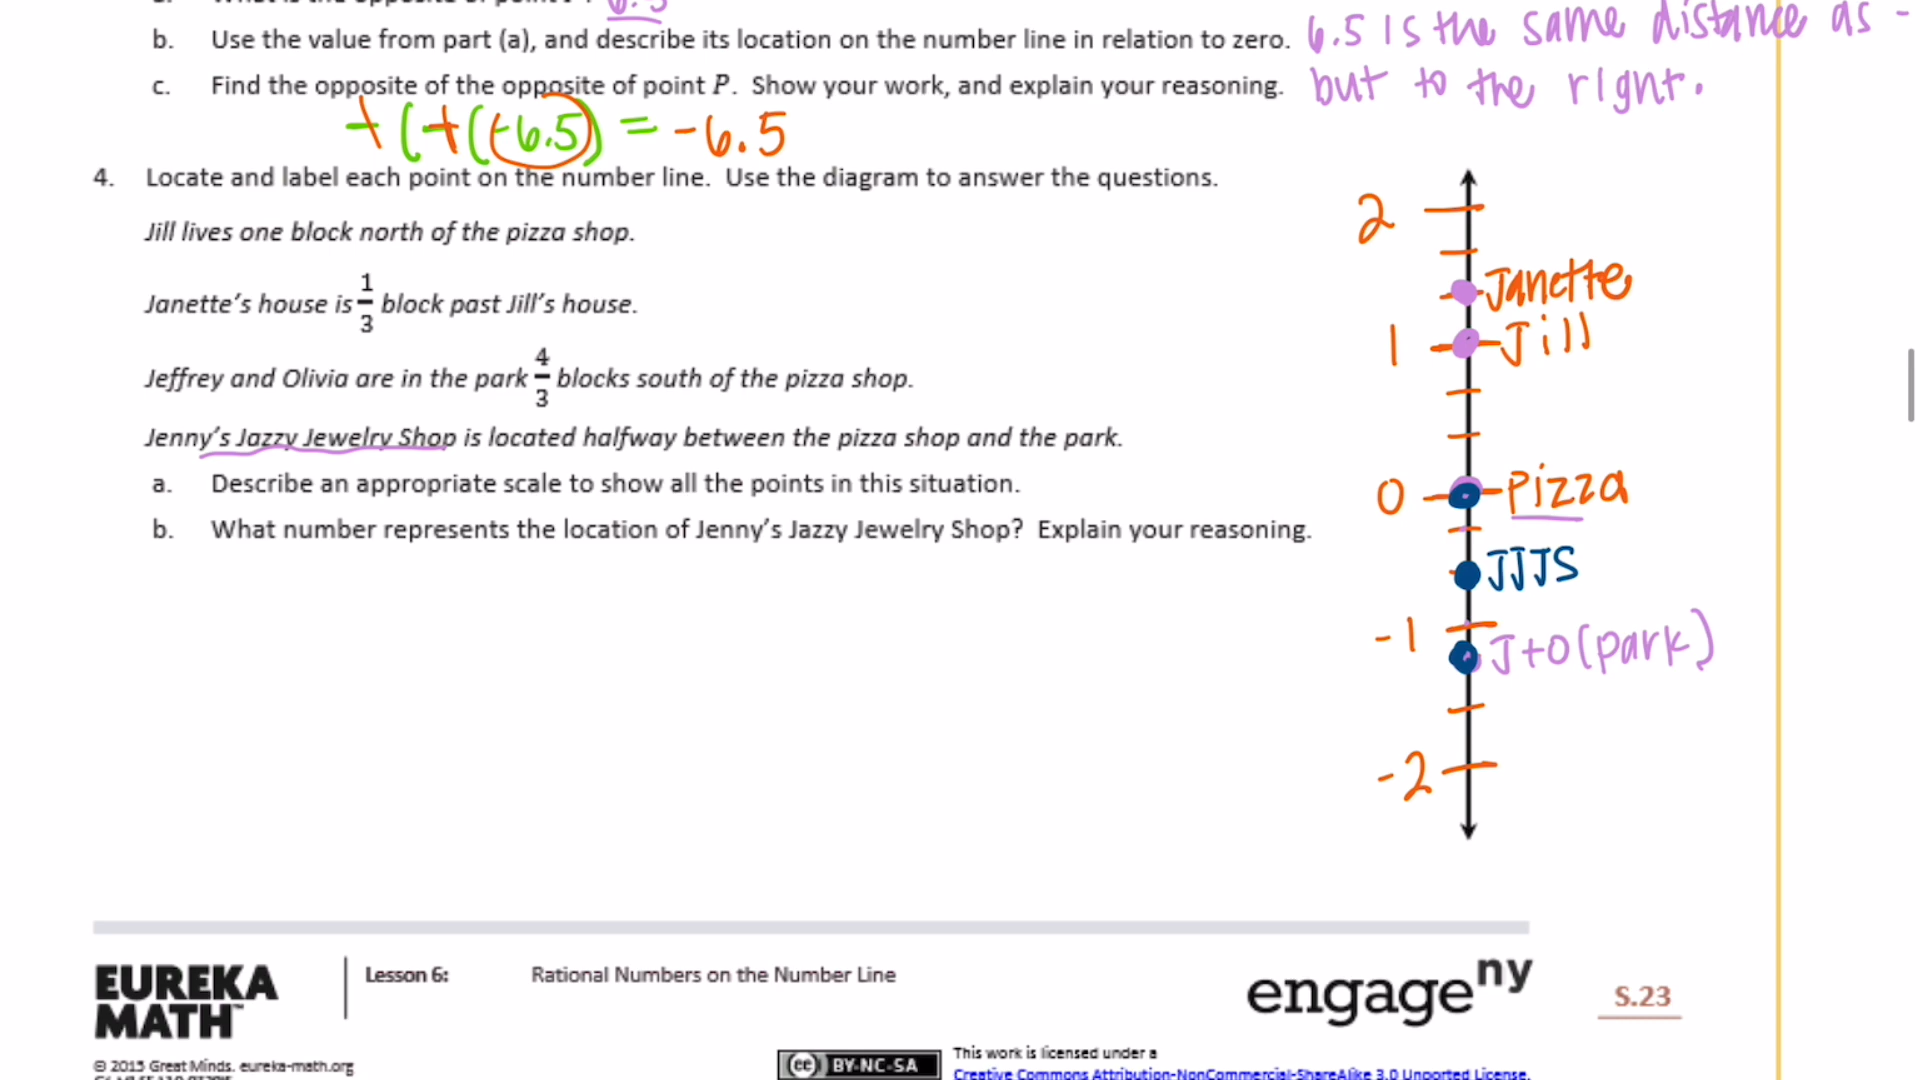 6.5
b. Use the value from part (a), and describe its location on the number line in relation to zero. 6.5 is the same distance as -
c. Find the opposite of the opposite of point P. Show your work, and explain your reasoning. but to the right.
+(+(-6.5) = -6.5
4. Locate and label each point on the number line. Use the diagram to answer the questions.
2
Jill lives one block north of the pizza shop.
Janette
Janette's house is 1/3 block past Jill's house.
1 Jill
Jeffrey and Olivia are in the park 4/3 blocks south of the pizza shop.
Jenny's Jazzy Jewelry Shop is located halfway between the pizza shop and the park.
a. Describe an appropriate scale to show all the points in this situation.
0 Pizza
b. What number represents the location of Jenny's Jazzy Jewelry Shop? Explain your reasoning.
JJJS
-1 J+O (park)
-2
EUREKA
MATH™
Lesson 6: Rational Numbers on the Number Line
engage ny
S.23
© 2015 Great Minds. eureka-math.org
cc BY-NC-SA
This work is licensed under a
Creative Commons Attribution-NonCommercial-ShareAlike 3.0 Unported License.